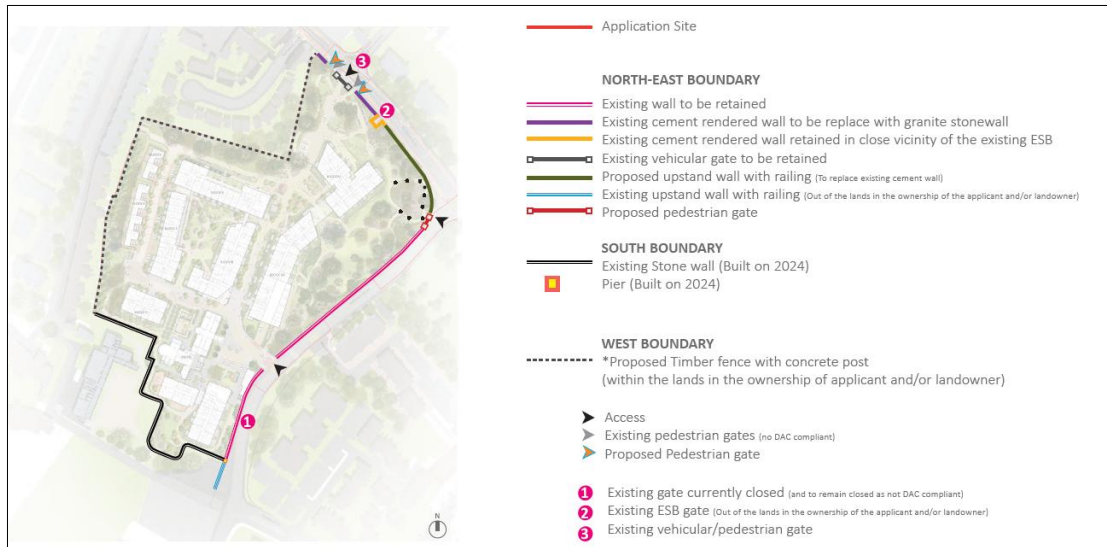 Application Site
NORTH-EAST BOUNDARY
Existing wall to be retained
Existing cement rendered wall to be replace with granite stonewall
Existing cement rendered wall retained in close vicinity of the existing ESB
Existing vehicular gate to be retained
Proposed upstand wall with railing (To replace existing cement wall)
Existing upstand wall with railing (Out of the lands in the ownership of the applicant and/or landowner)
Proposed pedestrian gate
SOUTH BOUNDARY
Existing Stone wall (Built on 2024)
Pier (Built on 2024)
WEST BOUNDARY
*Proposed Timber fence with concrete post
(within the lands in the ownership of applicant and/or landowner)
Access
Existing pedestrian gates (no DAC compliant)
Proposed Pedestrian gate
1 Existing gate currently closed (and to remain closed as not DAC compliant)
2 Existing ESB gate (Out of the lands in the ownership of the applicant and/or landowner)
3 Existing vehicular/pedestrian gate
3
2
1
N